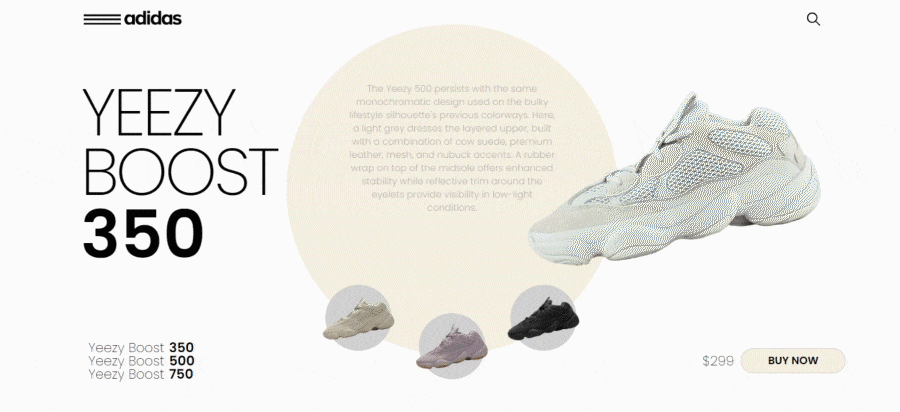 adidas
YEEZY
BOOST
350
The Yeezy 500 persists with the same
monochromatic design used on the bulky
lifestyle silhouette's previous colorways. Here,
a light grey dresses the layered upper, built
with a combination of cow suede, premium
leather, mesh, and nubuck accents. A rubber
wrap on top of the midsole offers enhanced
stability while reflective trim around the
eyelets provide visibility in low-light
conditions.
Yeezy Boost 350
Yeezy Boost 500
Yeezy Boost 750
$299 BUY NOW